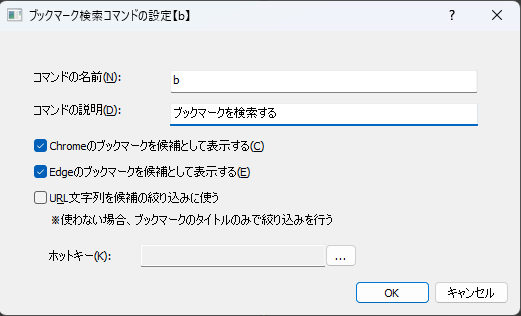 ブックマーク検索コマンドの設定【b】
コマンドの名前(N):
b
コマンドの説明(D):
ブックマークを検索する
Chromeのブックマークを候補として表示する(C)
Edgeのブックマークを候補として表示する(E)
URL文字列を候補の絞り込みに使う
※使わない場合、ブックマークのタイトルのみで絞り込みを行う
ホットキー(K):
...
OK
キャンセル